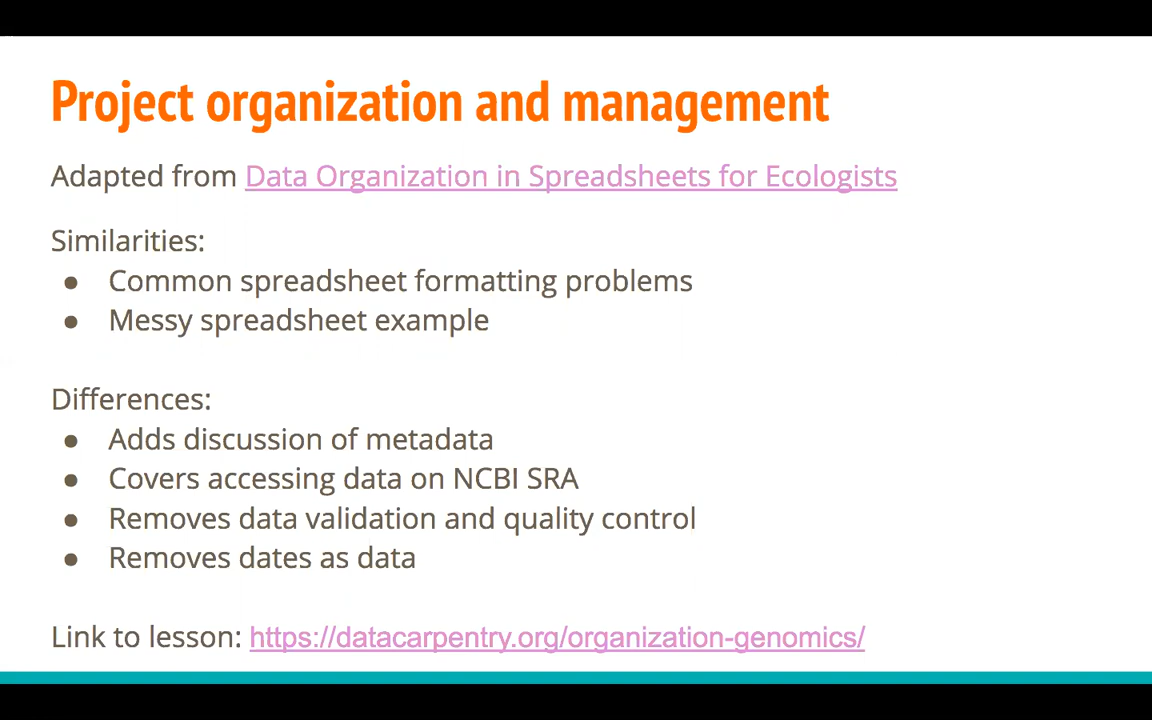 Project organization and management
Adapted from Data Organization in Spreadsheets for Ecologists
Similarities:
● Common spreadsheet formatting problems
● Messy spreadsheet example
Differences:
● Adds discussion of metadata
● Covers accessing data on NCBI SRA
● Removes data validation and quality control
● Removes dates as data
Link to lesson: https://datacarpentry.org/organization-genomics/